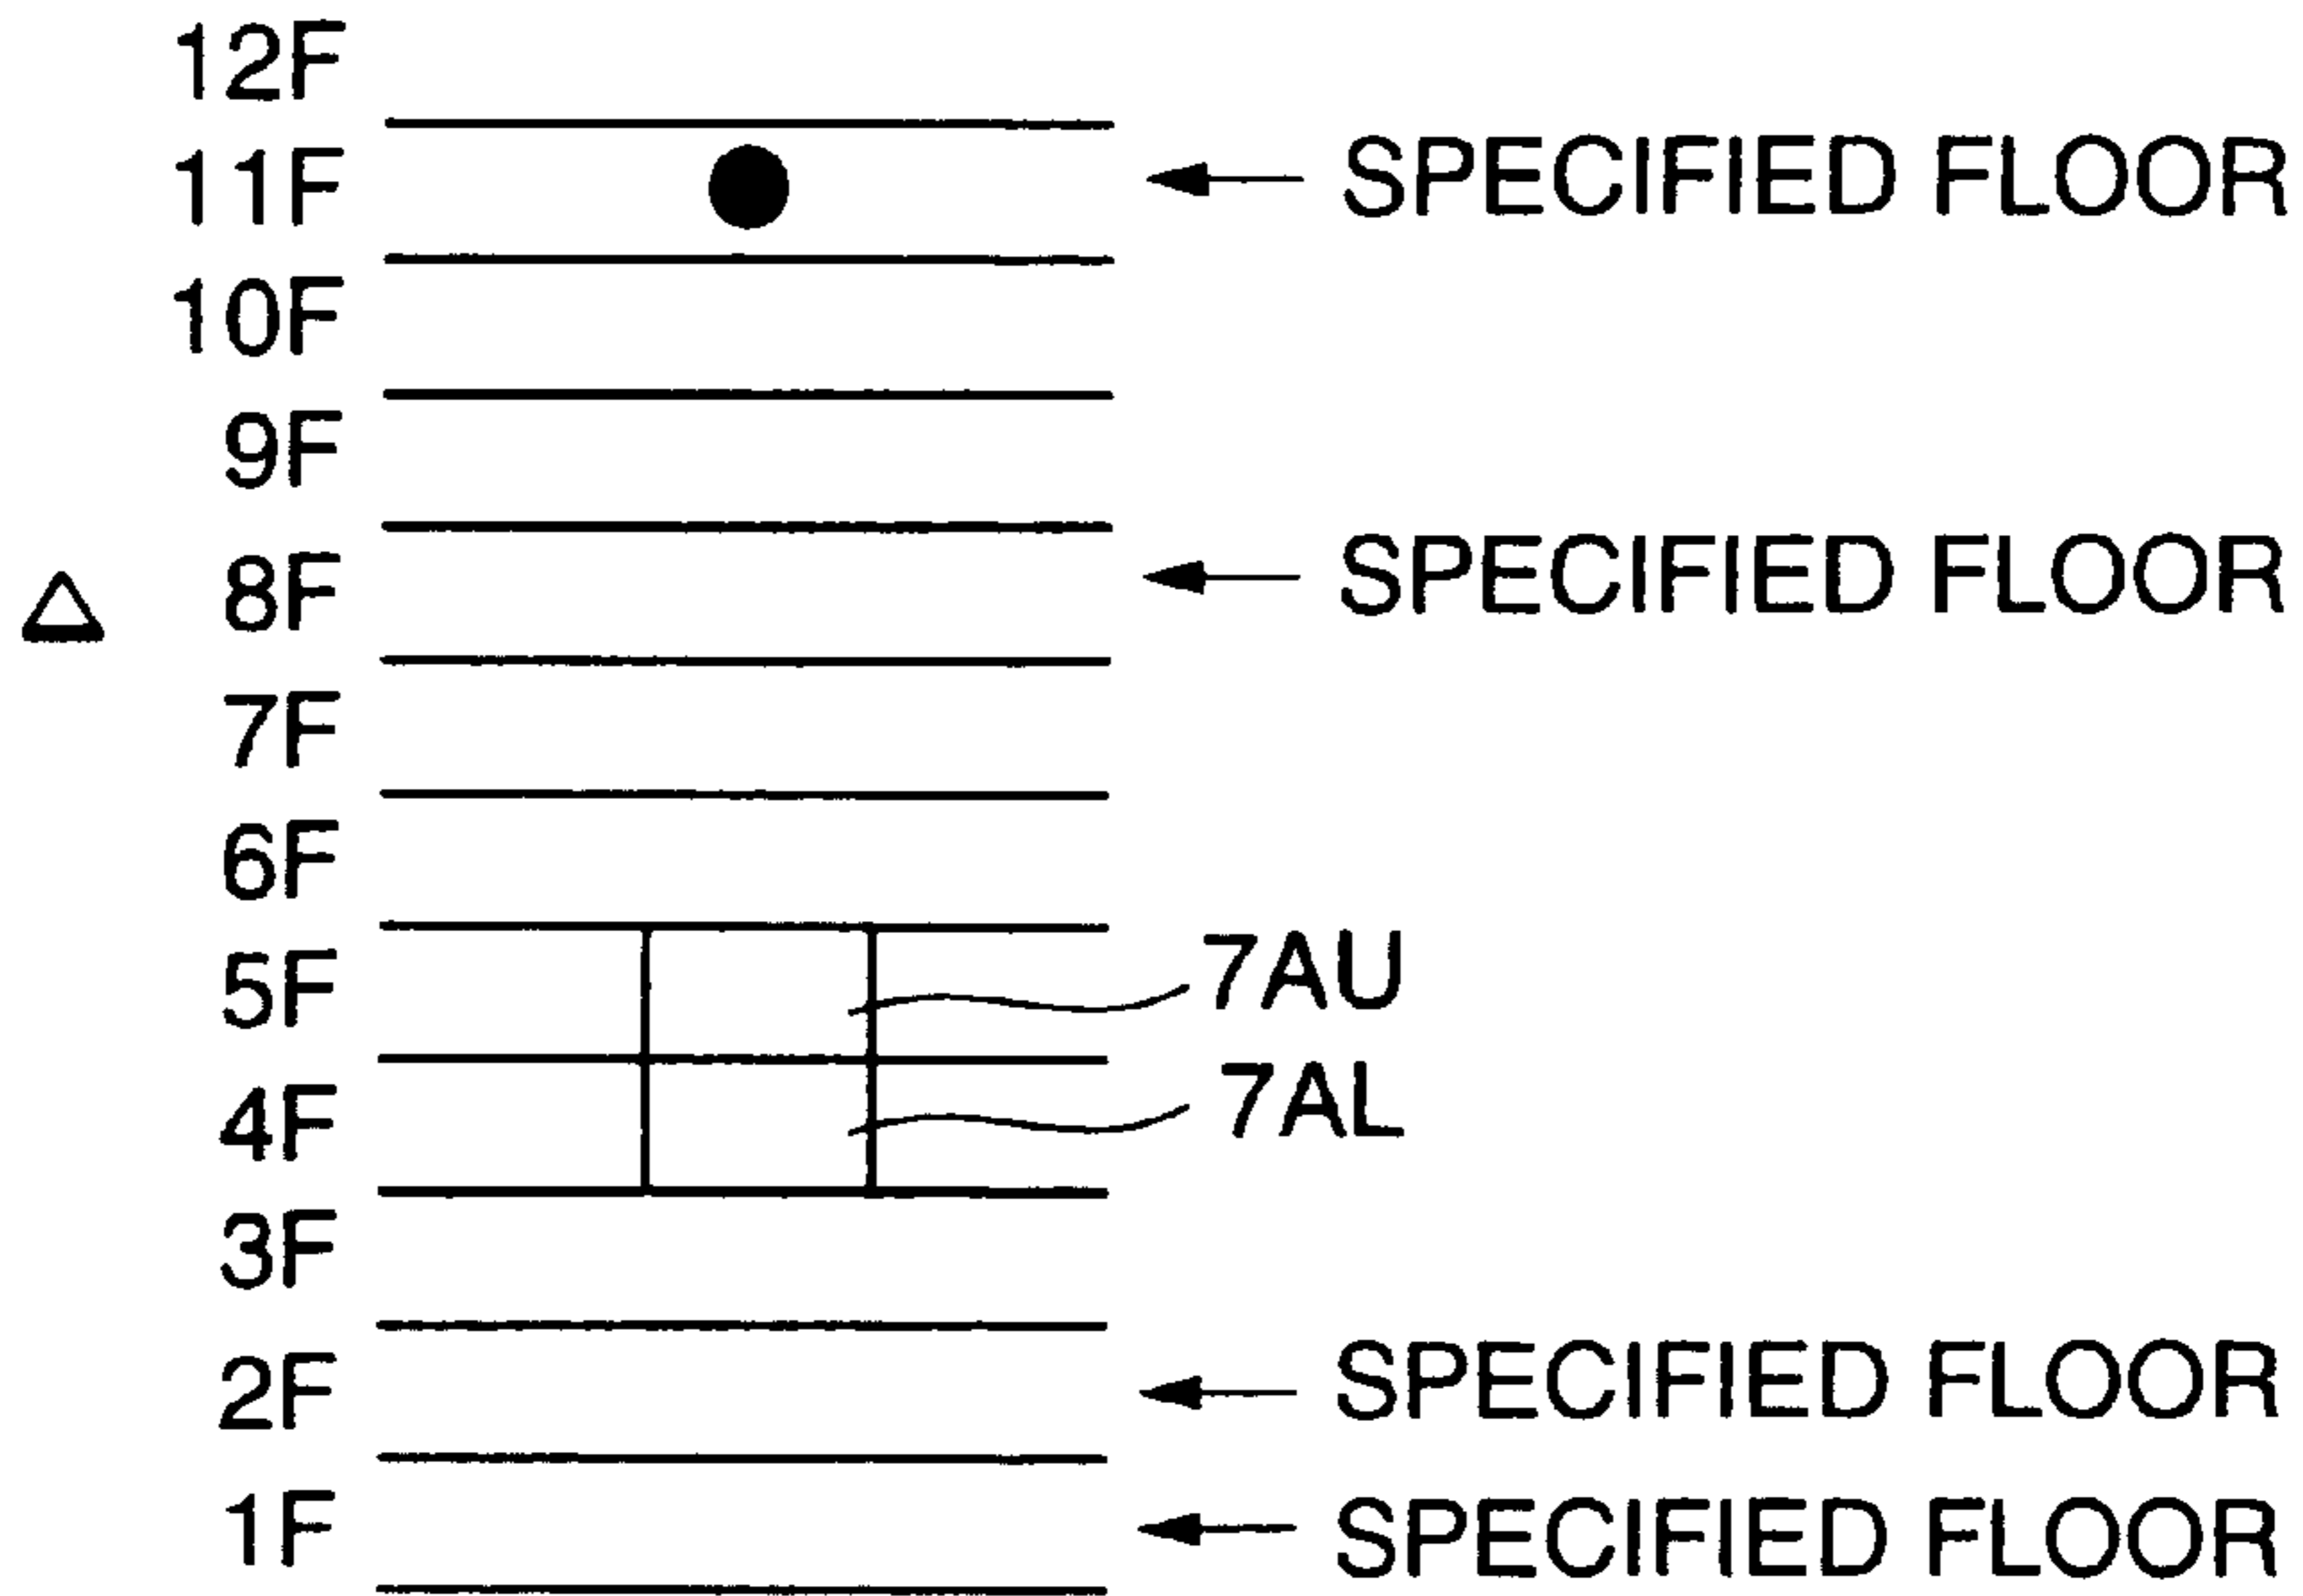 12F
11F SPECIFIED FLOOR
10F
9F
8F SPECIFIED FLOOR
7F
6F
5F 7AU
4F 7AL
3F
2F SPECIFIED FLOOR
1F SPECIFIED FLOOR